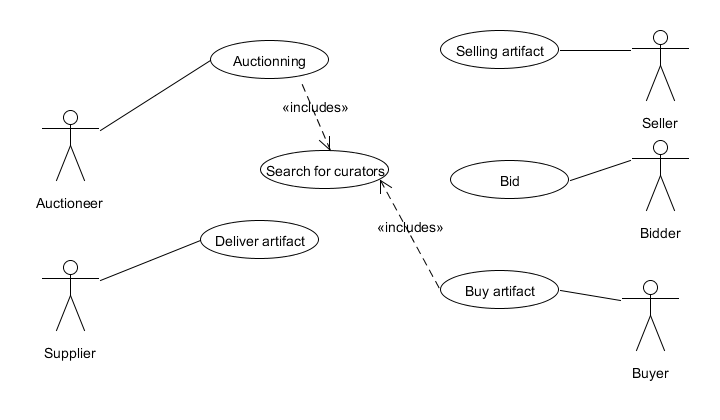 Auctionning
Selling artifact
«includes»
Seller
Search for curators
Bid
Auctioneer
«includes»
Bidder
Deliver artifact
Buy artifact
Supplier
Buyer